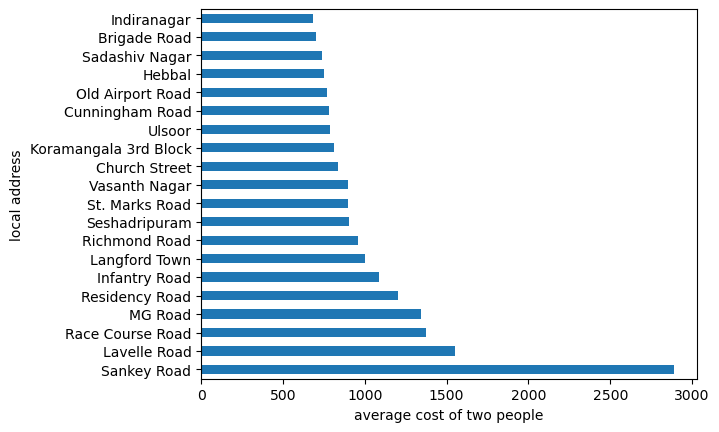 Indiranagar
Brigade Road
Sadashiv Nagar
Hebbal
Old Airport Road
Cunningham Road
Ulsoor
Koramangala 3rd Block
Church Street
Vasanth Nagar
St. Marks Road
Seshadripuram
Richmond Road
Langford Town
Infantry Road
Residency Road
MG Road
Race Course Road
Lavelle Road
Sankey Road
local address
0 500 1000 1500 2000 2500 3000
average cost of two people